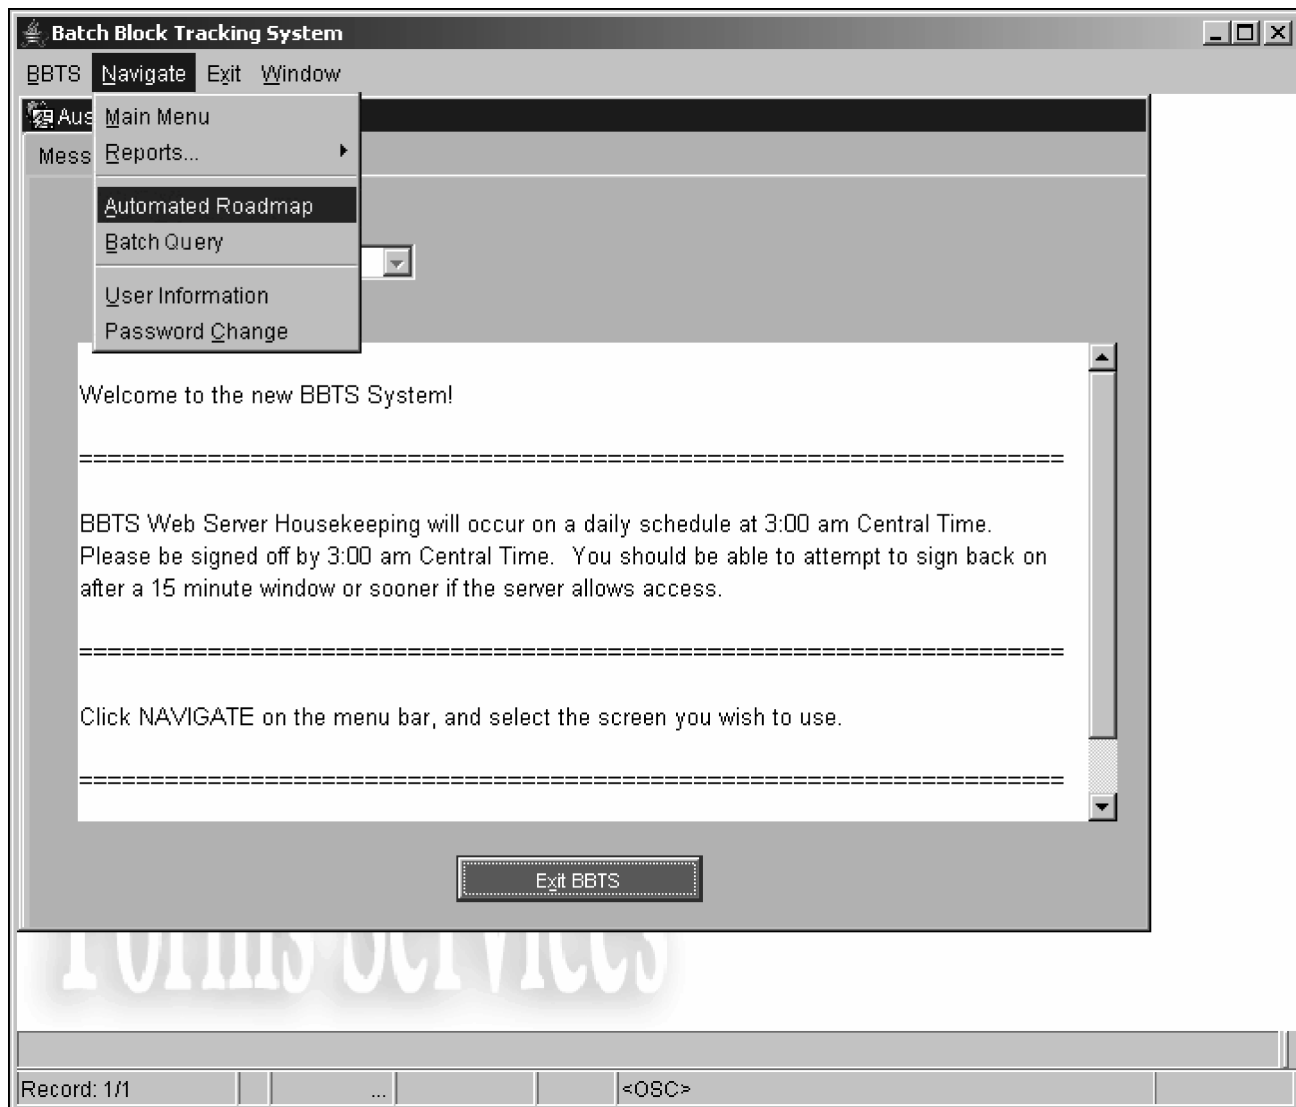 Batch Block Tracking System
BBTS Navigate Exit Window
Aus
Main Menu
Mess
Reports...
Automated Roadmap
Batch Query
User Information
Password Change
Welcome to the new BBTS System!
=====================================================================
BBTS Web Server Housekeeping will occur on a daily schedule at 3:00 am Central Time.
Please be signed off by 3:00 am Central Time.  You should be able to attempt to sign back on
after a 15 minute window or sooner if the server allows access.
=====================================================================
Click NAVIGATE on the menu bar, and select the screen you wish to use.
=====================================================================
Exit BBTS
Forms Services
Record: 1/1 ... <OSC>